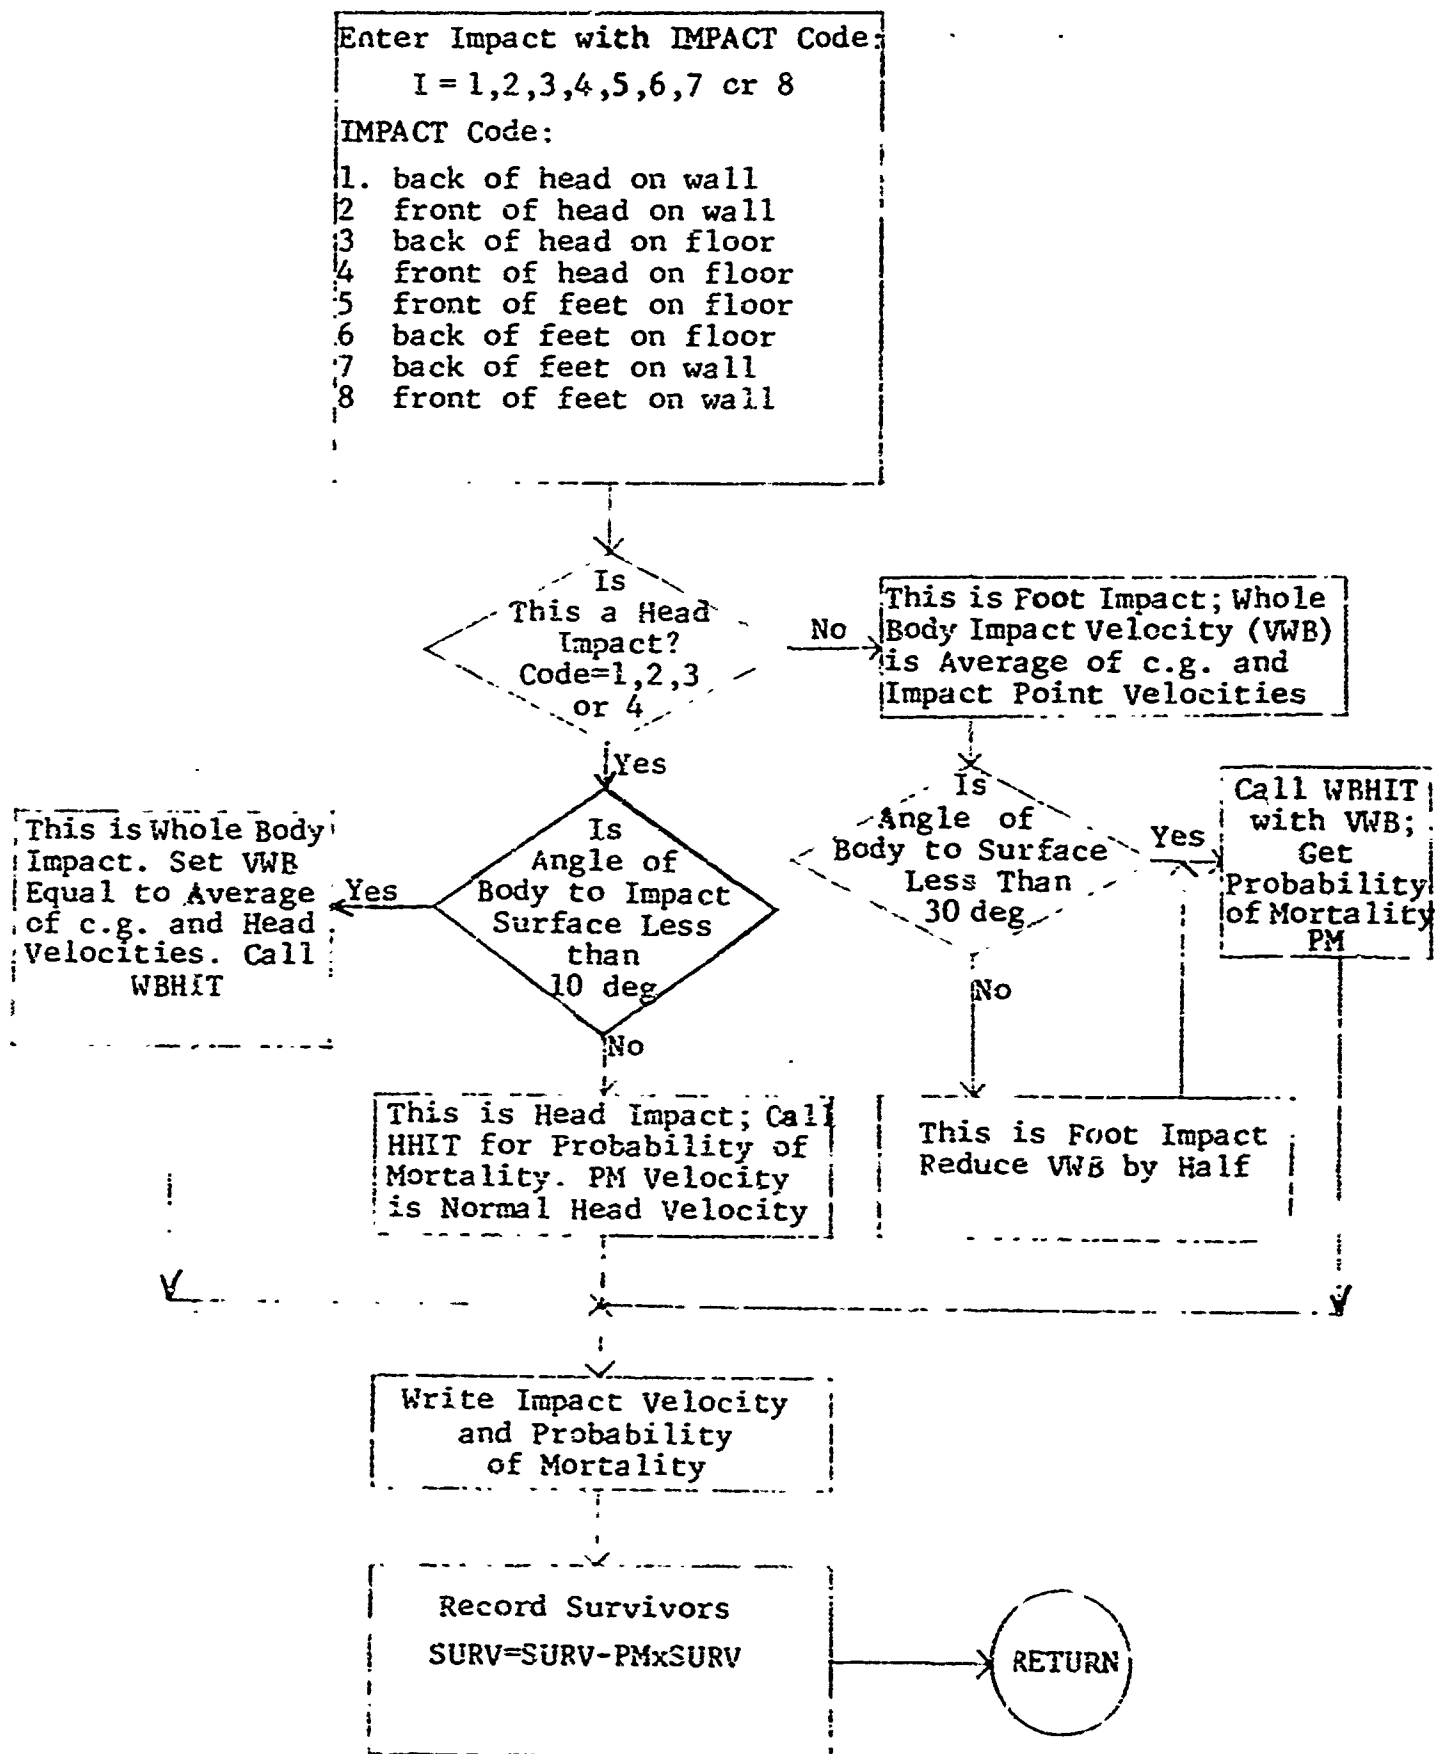 Enter Impact with IMPACT Code:
I = 1,2,3,4,5,6,7 or 8
IMPACT Code:
1. back of head on wall
2 front of head on wall
3 back of head on floor
4 front of head on floor
5 front of feet on floor
6 back of feet on floor
7 back of feet on wall
8 front of feet on wall
Is
This a Head
Impact?
Code=1,2,3
or 4
No
This is Foot Impact; Whole
Body Impact Velocity (VWB)
is Average of c.g. and
Impact Point Velocities
Yes
Is
Angle of
Body to Surface
Less Than
30 deg
Yes
Call WBHIT
with VWB;
Get
Probability
of Mortality
PM
No
This is Foot Impact
Reduce VWB by Half
Is
Angle of
Body to Impact
Surface Less
than
10 deg
Yes
This is Whole Body
Impact. Set VWB
Equal to Average
of c.g. and Head
Velocities. Call
WBHIT
No
This is Head Impact; Call
HHIT for Probability of
Mortality. PM Velocity
is Normal Head Velocity
Write Impact Velocity
and Probability
of Mortality
Record Survivors
SURV=SURV-PMxSURV
RETURN